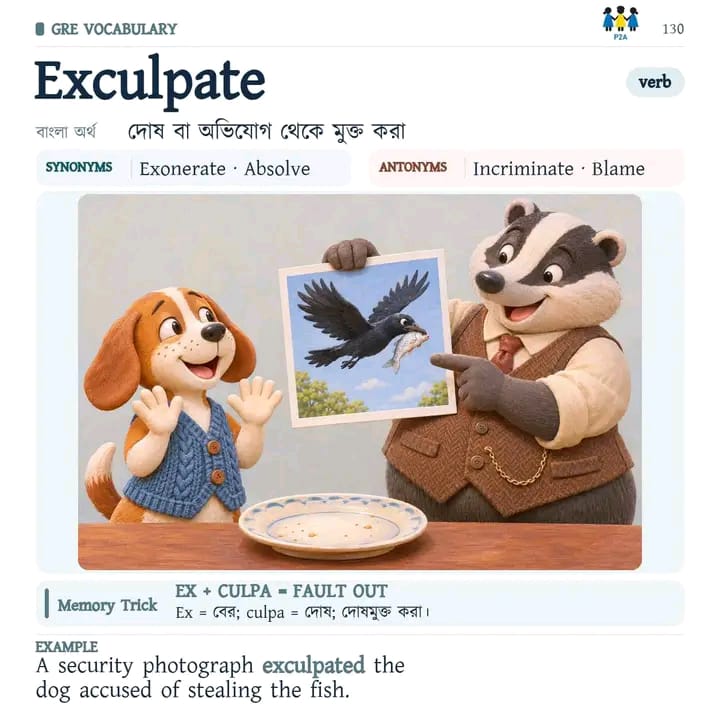 GRE VOCABULARY
P2A
130
Exculpate
verb
বাংলা অর্থ দোষ বা অভিযোগ থেকে মুক্ত করা
SYNONYMS Exonerate · Absolve
ANTONYMS Incriminate · Blame
Memory Trick
EX + CULPA = FAULT OUT
Ex = বের; culpa = দোষ; দোষমুক্ত করা।
EXAMPLE
A security photograph exculpated the
dog accused of stealing the fish.